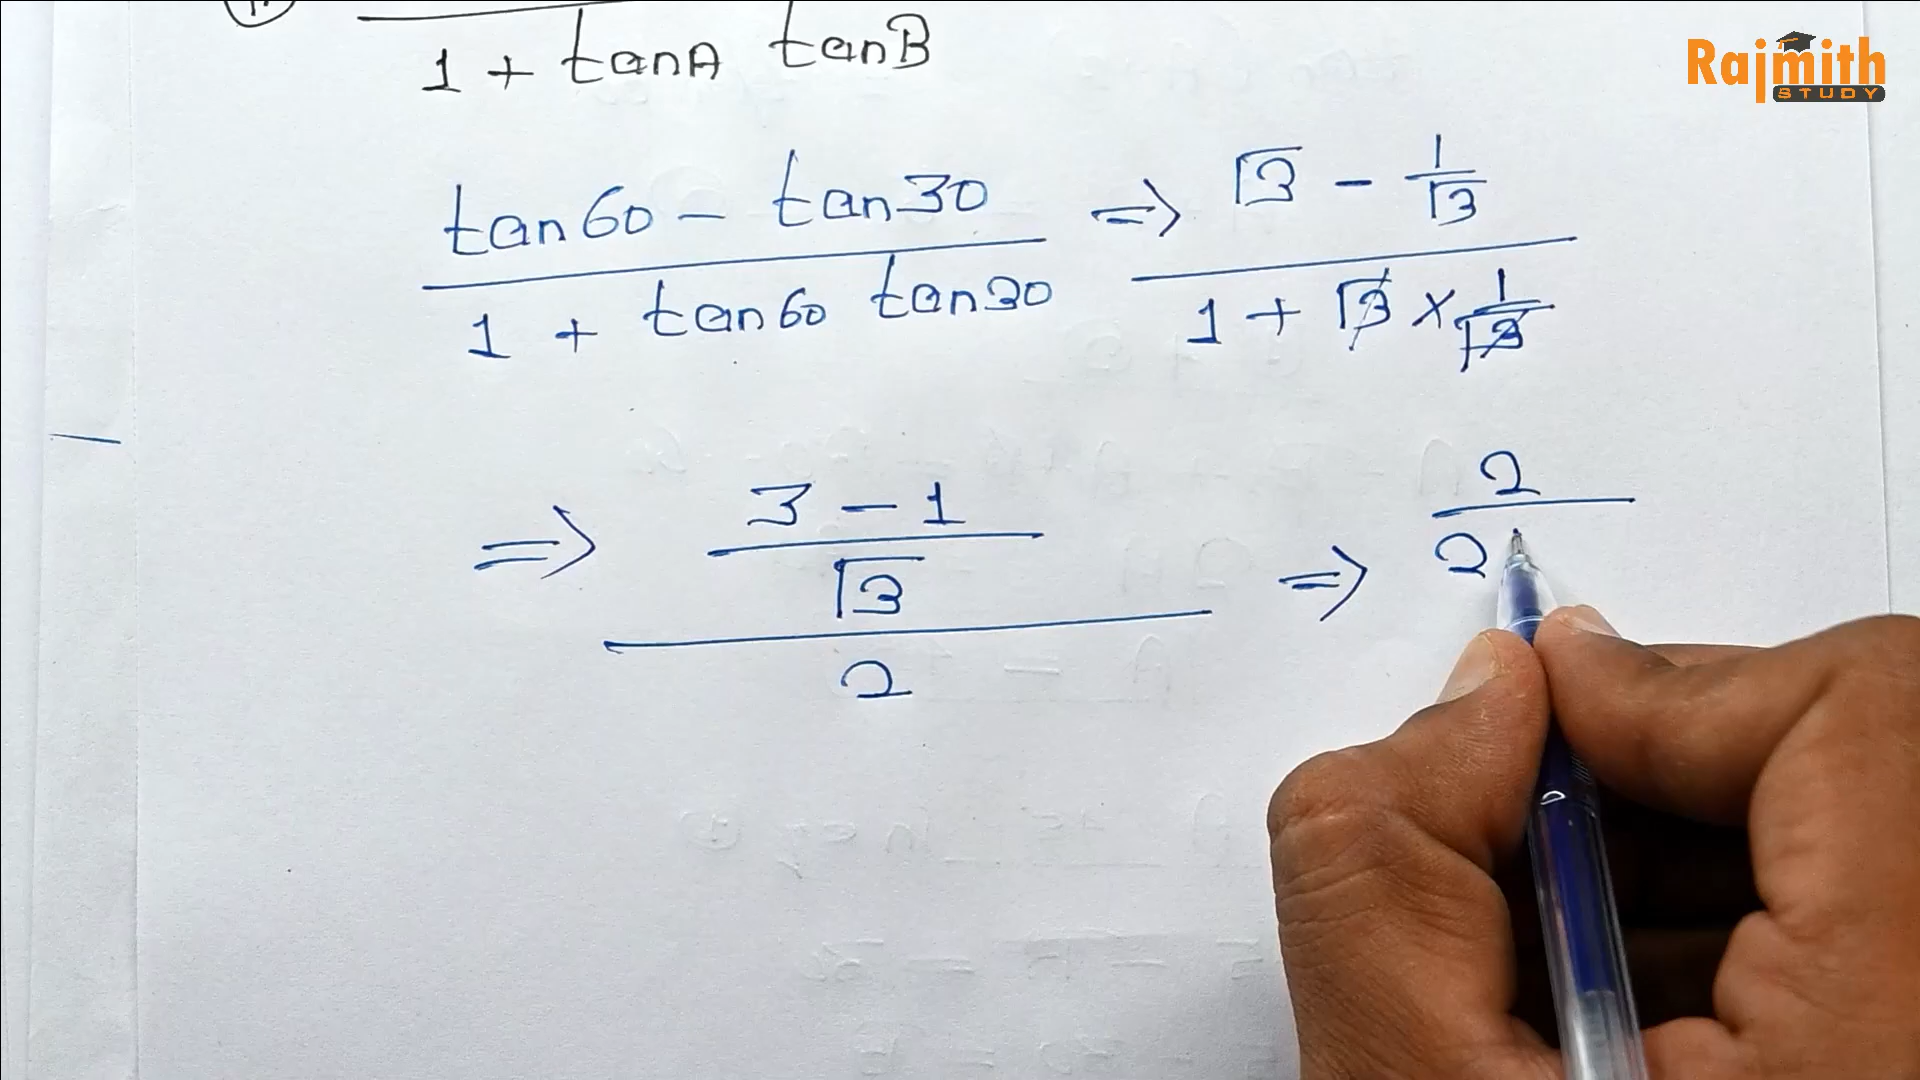 Rajmith
STUDY
1 + tanA tanB
tan60 - tan30 ⇒ √3 - 1/√3
1 + tan60 tan30 1 + √3 × 1/√3
⇒ 3 - 1 ⇒ 2
√3 2
2